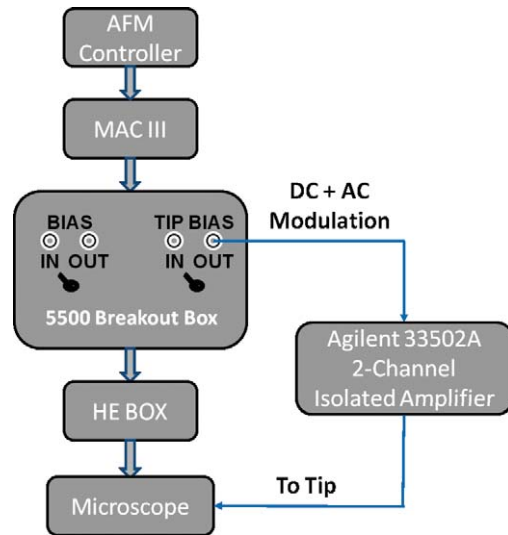 AFM
Controller
MAC III
BIAS
TIP BIAS
IN OUT
IN OUT
5500 Breakout Box
DC + AC
Modulation
Agilent 33502A
2-Channel
Isolated Amplifier
HE BOX
To Tip
Microscope